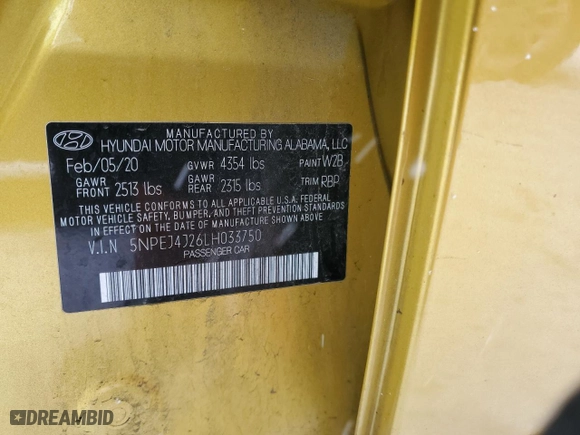 MANUFACTURED BY
HYUNDAI MOTOR MANUFACTURING ALABAMA, LLC
Feb/05/20 GVWR 4354 lbs PAINT W2B
GAWR FRONT 2513 lbs GAWR REAR 2315 lbs TRIM RBP
THIS VEHICLE CONFORMS TO ALL APPLICABLE U.S.A. FEDERAL
MOTOR VEHICLE SAFETY, BUMPER, AND THEFT PREVENTION STANDARDS
IN EFFECT ON THE DATE OF MANUFACTURE SHOWN ABOVE.
V.I.N 5NPEJ4J26LH033750
PASSENGER CAR
DREAMBID